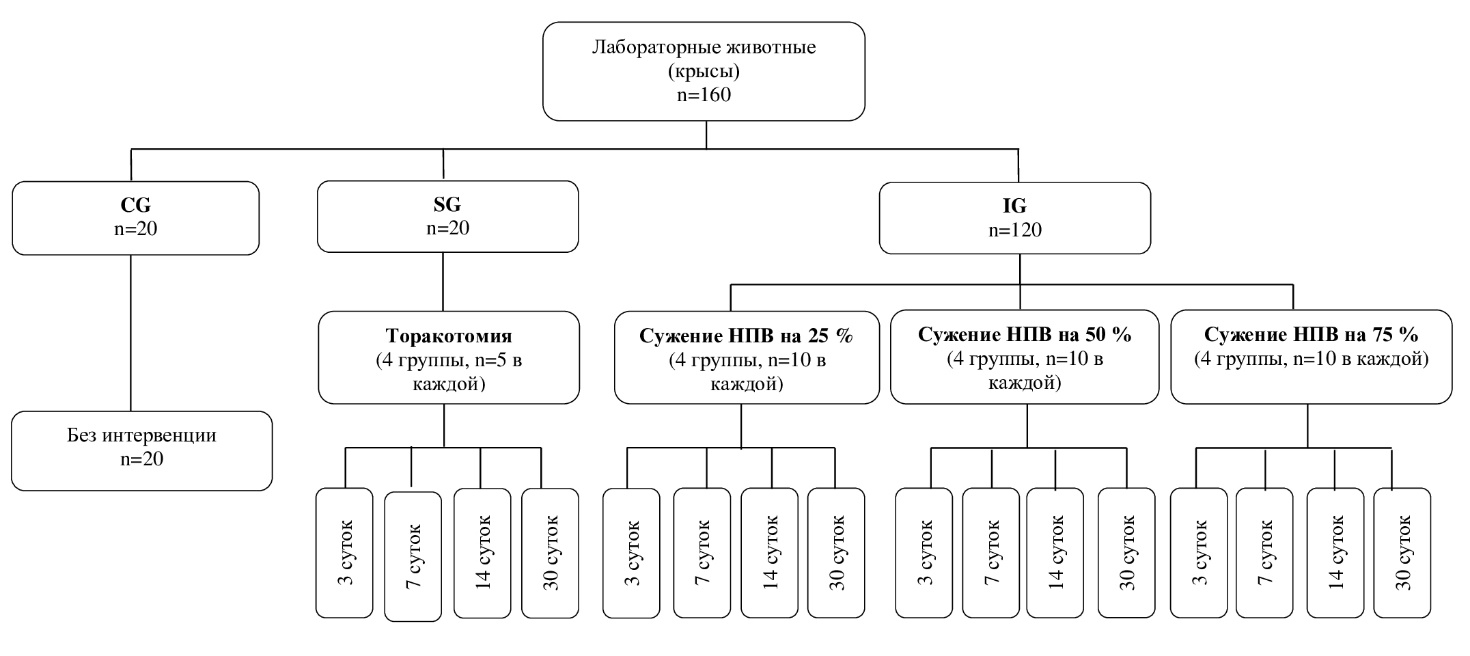 Лабораторные животные
(крысы)
n=160
CG
n=20
SG
n=20
IG
n=120
Торакотомия
(4 группы, n=5 в
каждой)
Сужение НПВ на 25 %
(4 группы, n=10 в
каждой)
Сужение НПВ на 50 %
(4 группы, n=10 в
каждой)
Сужение НПВ на 75 %
(4 группы, n=10 в каждой)
Без интервенции
n=20
3 суток
7 суток
14 суток
30 суток
3 суток
7 суток
14 суток
30 суток
3 суток
7 суток
14 суток
30 суток
3 суток
7 суток
14 суток
30 суток